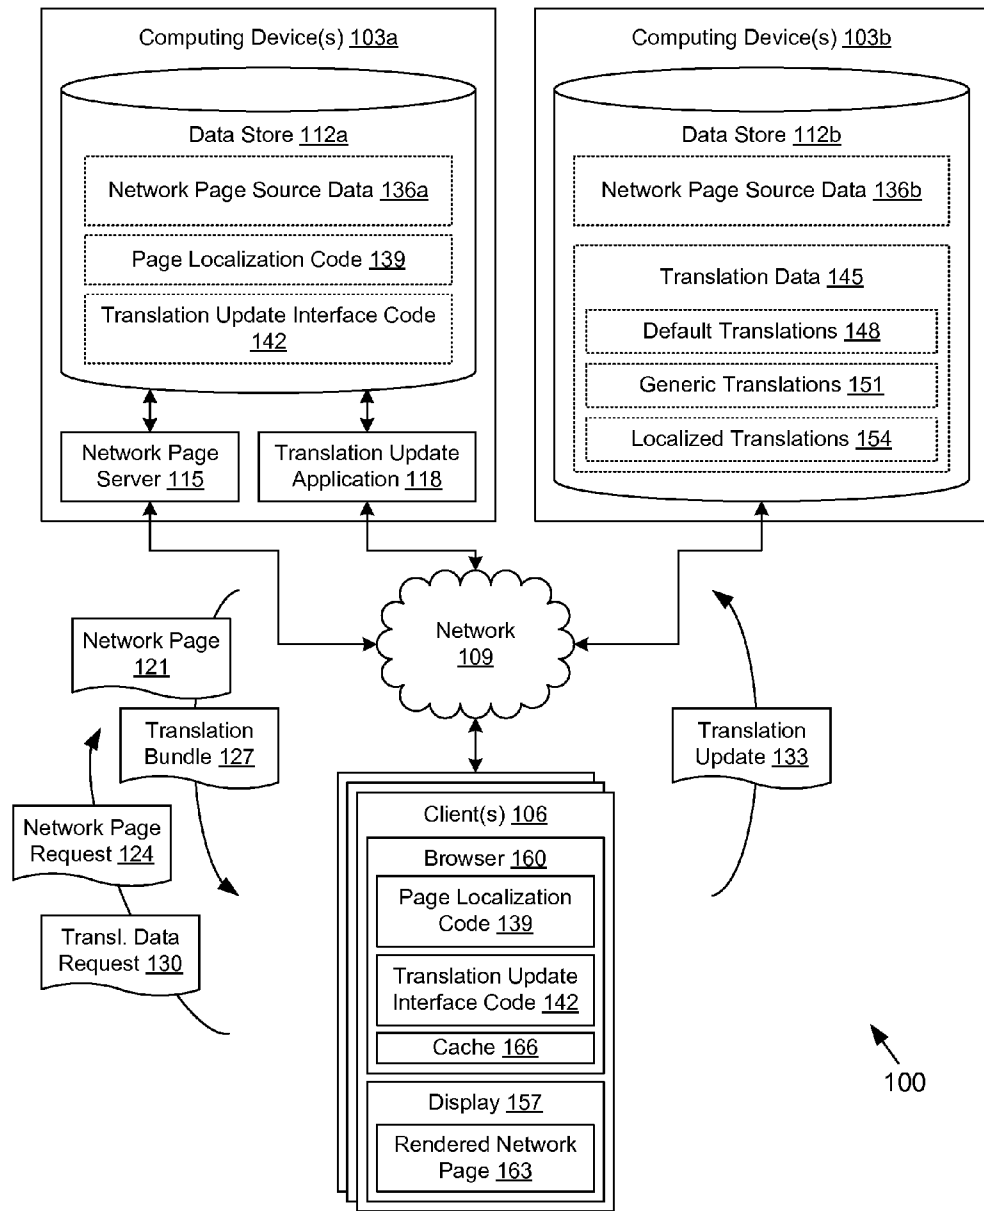 Computing Device(s) 103a
Data Store 112a
Network Page Source Data 136a
Page Localization Code 139
Translation Update Interface Code
142
Network Page
Server 115
Translation Update
Application 118
Computing Device(s) 103b
Data Store 112b
Network Page Source Data 136b
Translation Data 145
Default Translations 148
Generic Translations 151
Localized Translations 154
Network
109
Network Page
121
Translation
Bundle 127
Network Page
Request 124
Transl. Data
Request 130
Translation
Update 133
Client(s) 106
Browser 160
Page Localization
Code 139
Translation Update
Interface Code 142
Cache 166
Display 157
Rendered Network
Page 163
100